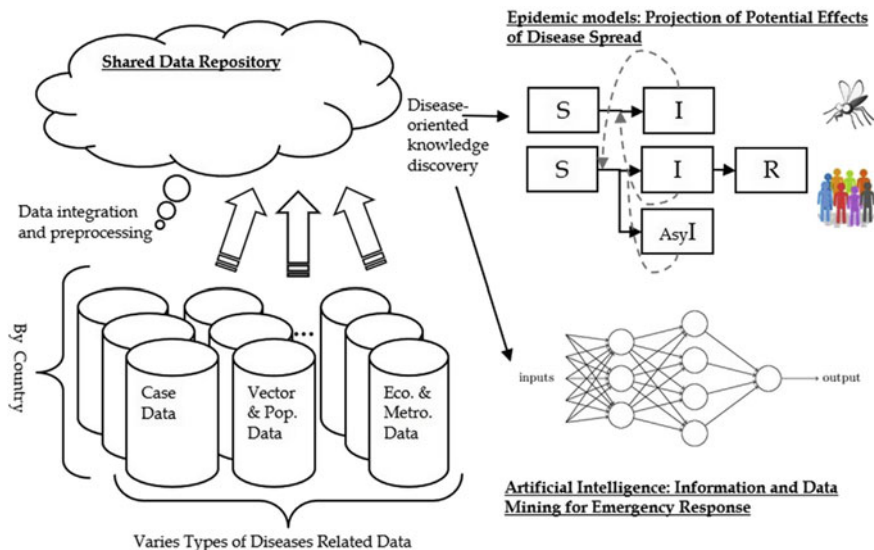 Shared Data Repository
Data integration
and preprocessing
By Country
Case
Data
Vector
& Pop.
Data
...
Eco. &
Metro.
Data
Varies Types of Diseases Related Data
Disease-
oriented
knowledge
discovery
Epidemic models: Projection of Potential Effects
of Disease Spread
S
I
S
I
R
AsyI
inputs
output
Artificial Intelligence: Information and Data
Mining for Emergency Response